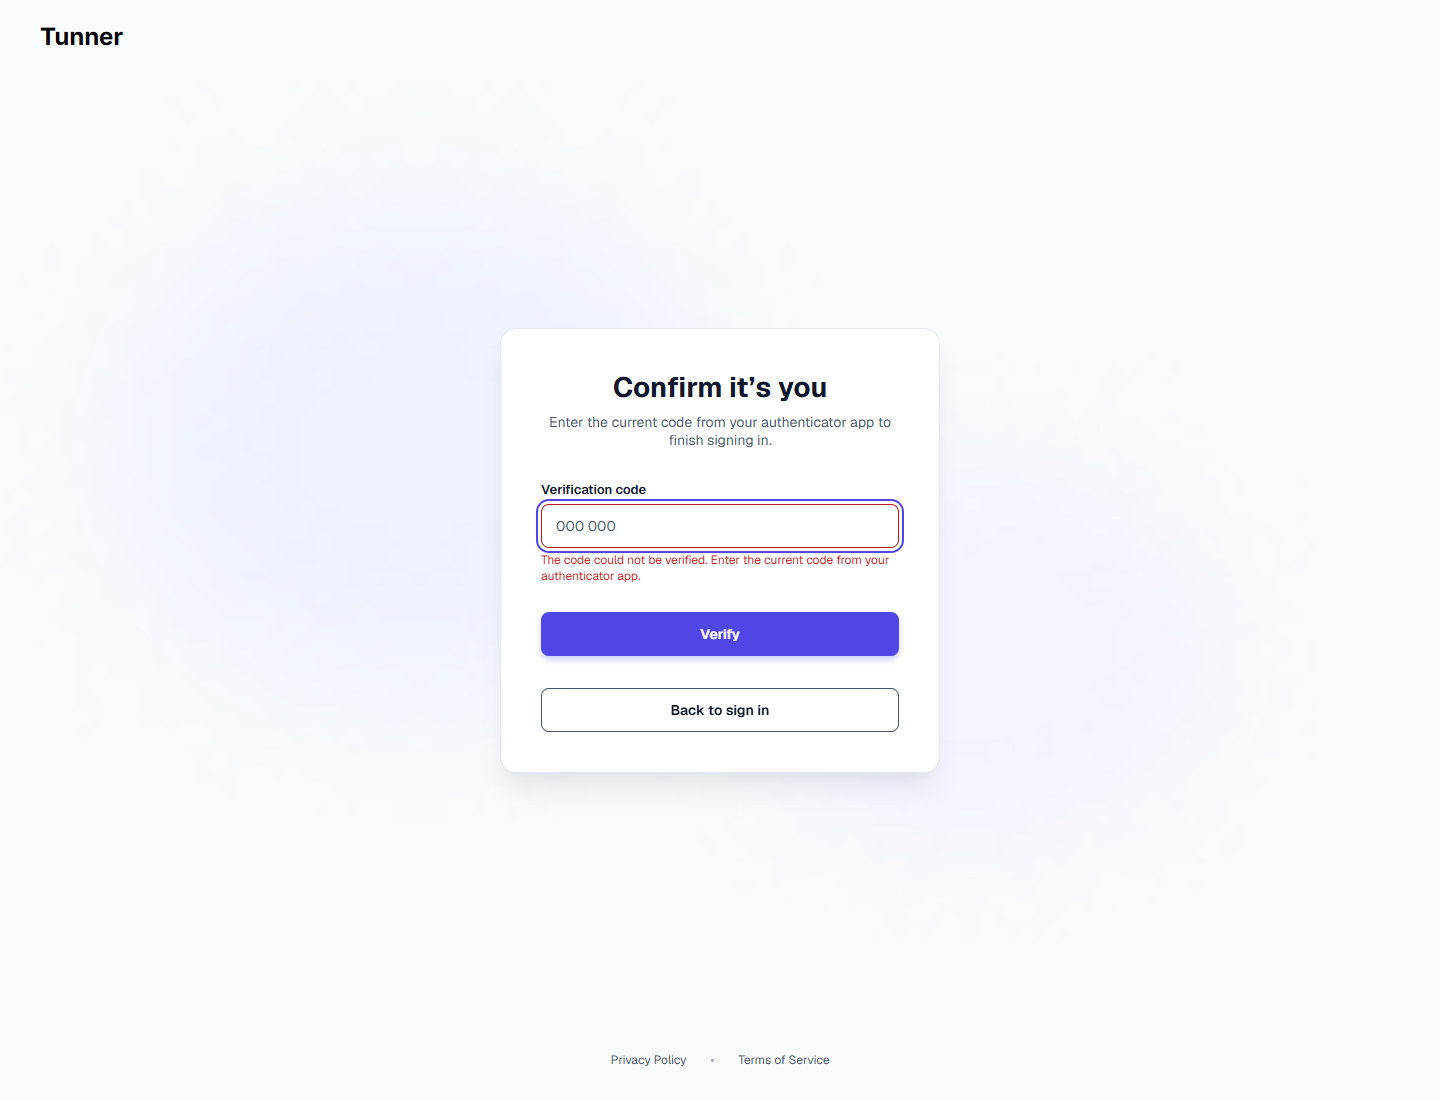 Tunner
Confirm it’s you
Enter the current code from your authenticator app to
finish signing in.
Verification code
000 000
The code could not be verified. Enter the current code from your
authenticator app.
Verify
Back to sign in
Privacy Policy • Terms of Service